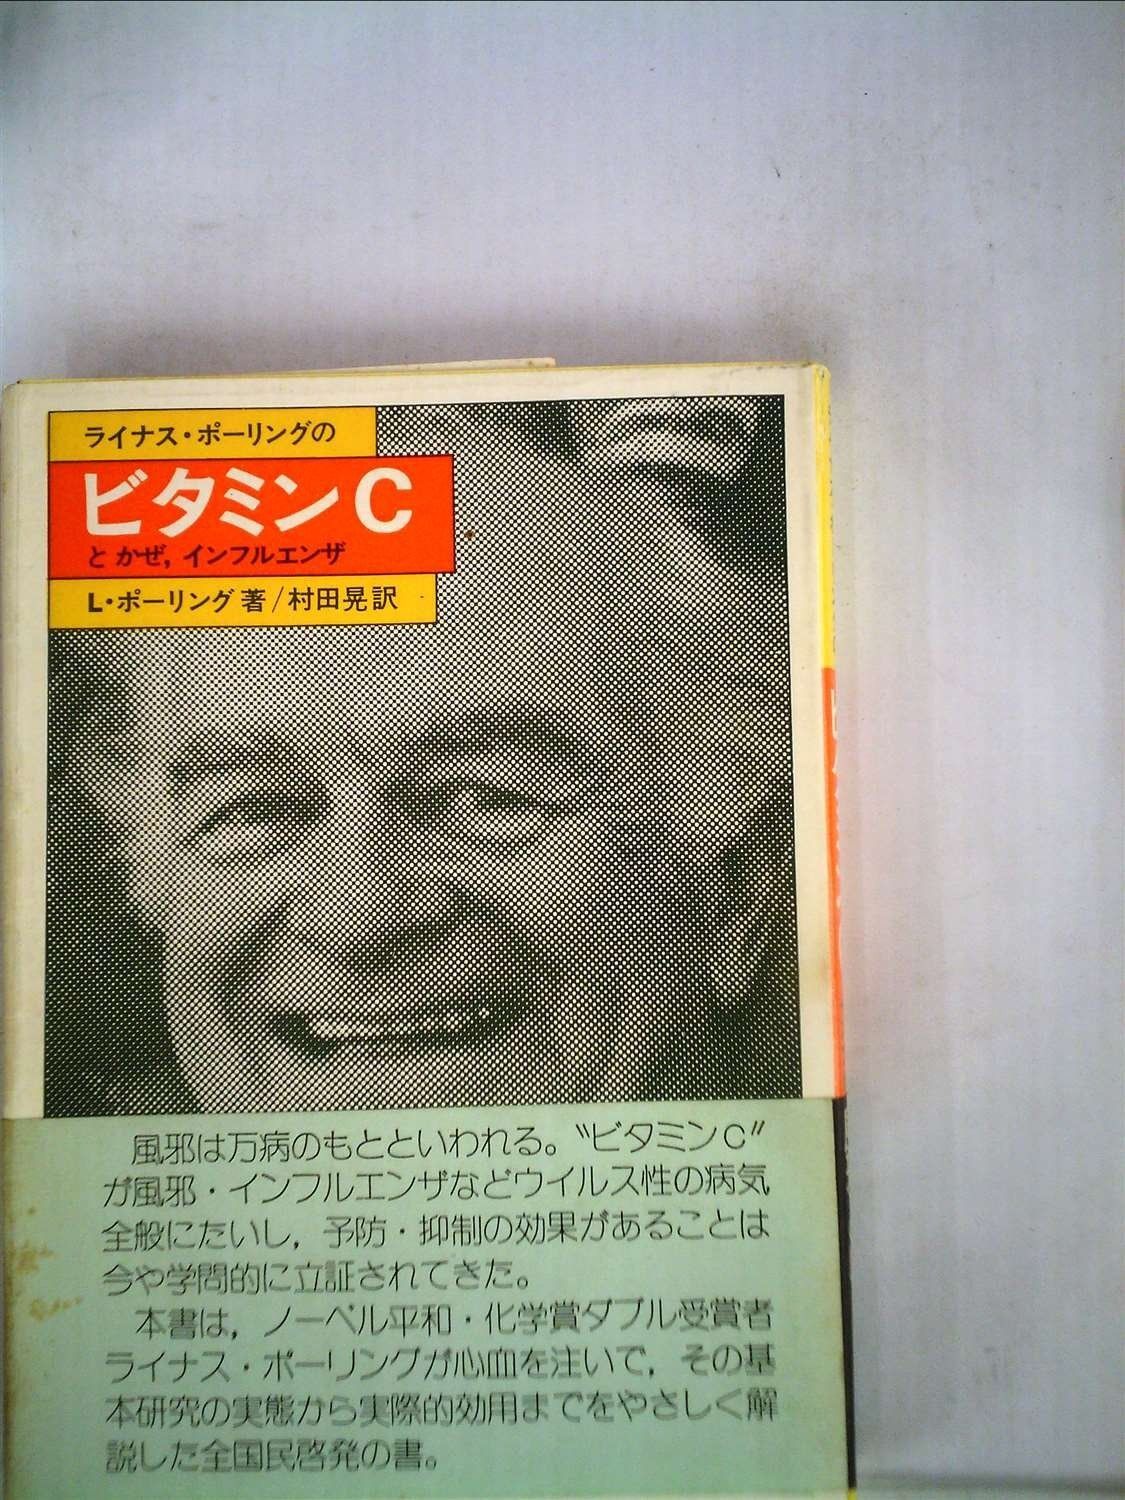 ライナス・ポーリングの
ビタミンC
と かぜ, インフルエンザ
L・ポーリング 著/村田晃訳
風邪は万病のもとといわれる。〝ビタミンC〟
が風邪・インフルエンザなどウイルス性の病気
全般にたいし，予防・抑制の効果があることは
今や学問的に立証されてきた。
本書は，ノーベル平和・化学賞ダブル受賞者
ライナス・ポーリングが心血を注いで，その基
本研究の実態から実際的効用までをやさしく解
説した全国民啓発の書。